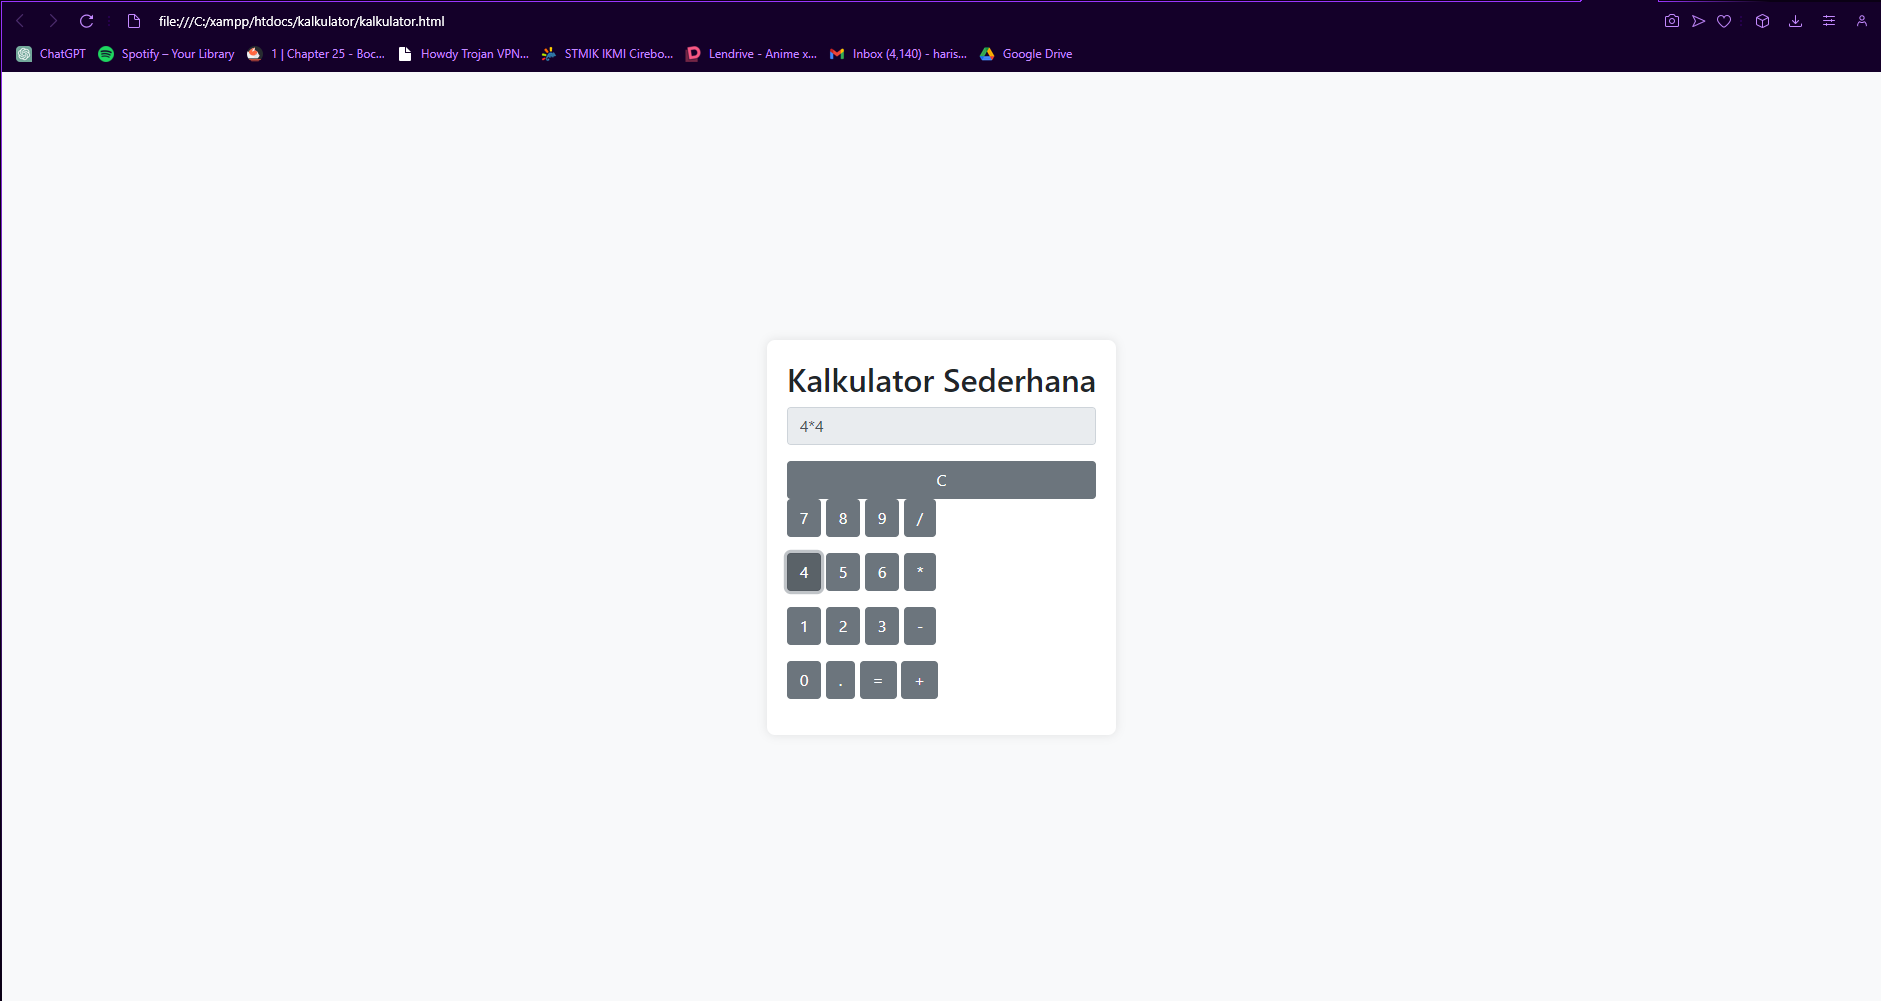 file:///C:/xampp/htdocs/kalkulator/kalkulator.html
ChatGPT Spotify – Your Library 1 | Chapter 25 - Boc... Howdy Trojan VPN... STMIK IKMI Cirebo... Lendrive - Anime x... Inbox (4,140) - haris... Google Drive
Kalkulator Sederhana
4*4
C
7 8 9 /
4 5 6 *
1 2 3 -
0 . = +